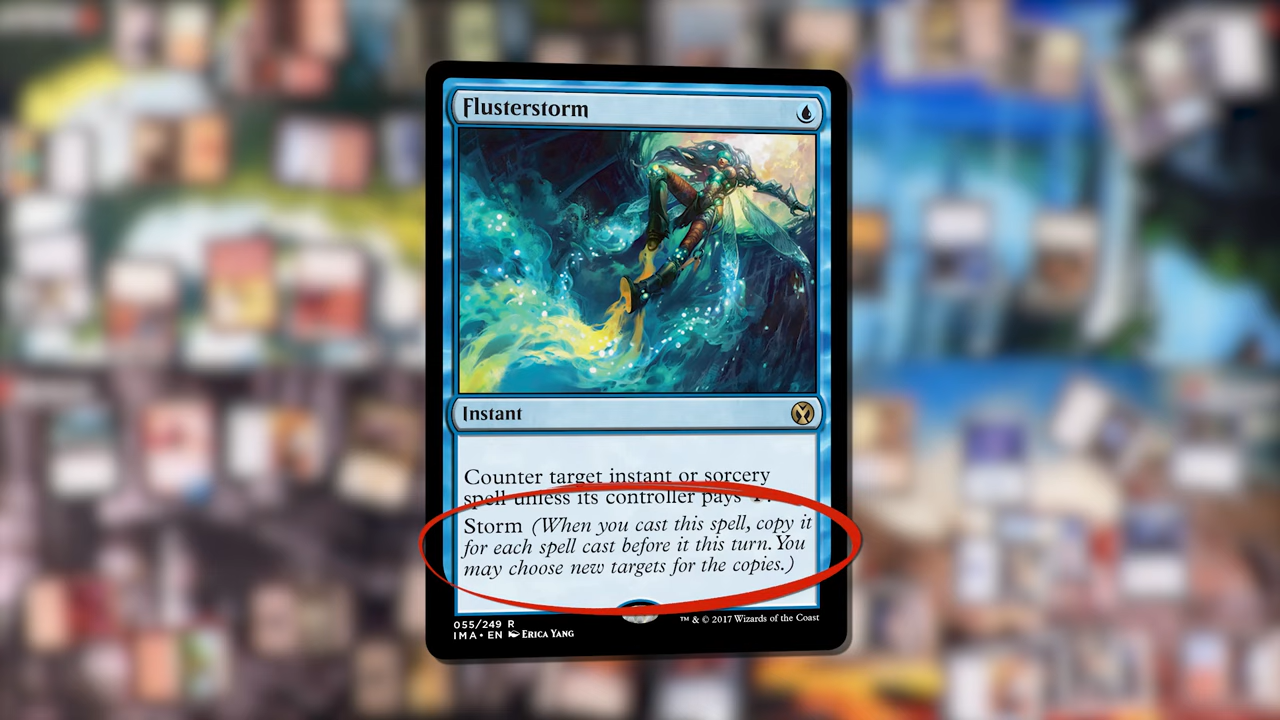 Flusterstorm
Instant
Counter target instant or sorcery
spell unless its controller pays 1.
Storm (When you cast this spell, copy it
for each spell cast before it this turn. You
may choose new targets for the copies.)
055/249 R
IMA • EN Erica Yang
™ & © 2017 Wizards of the Coast